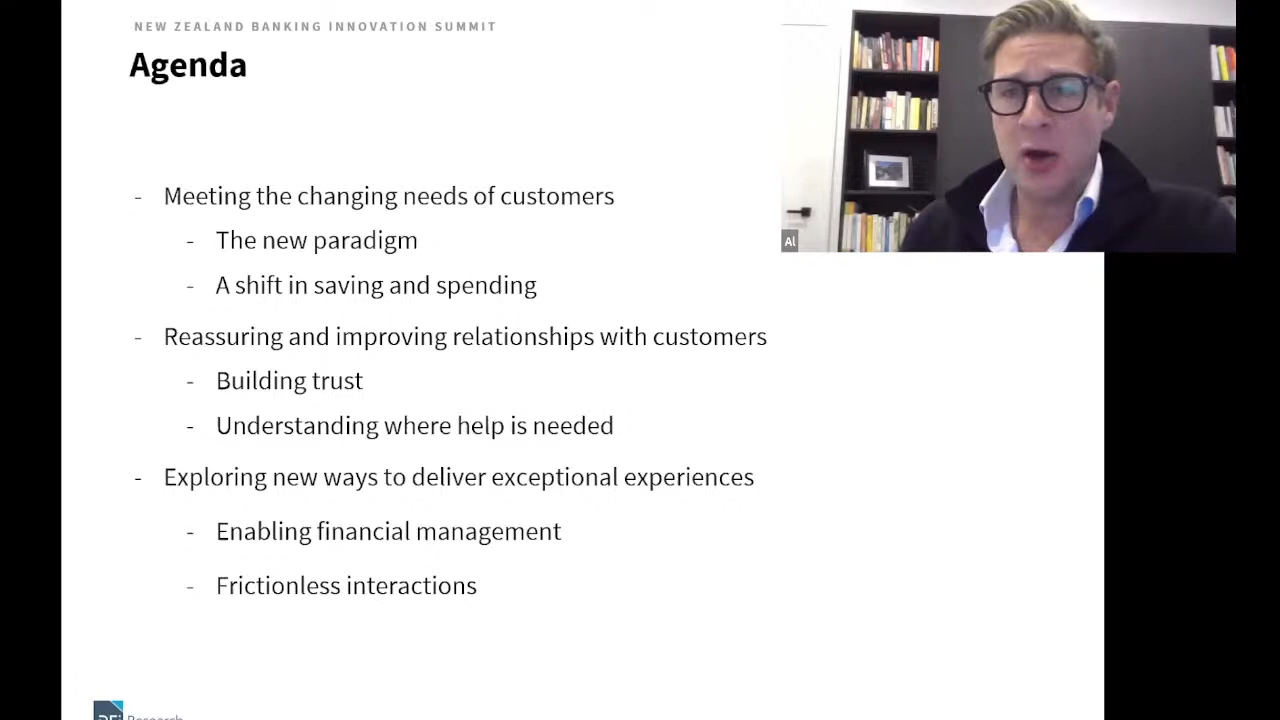 NEW ZEALAND BANKING INNOVATION SUMMIT
Agenda
- Meeting the changing needs of customers
- The new paradigm
- A shift in saving and spending
- Reassuring and improving relationships with customers
- Building trust
- Understanding where help is needed
- Exploring new ways to deliver exceptional experiences
- Enabling financial management
- Frictionless interactions
Al
RFi Research